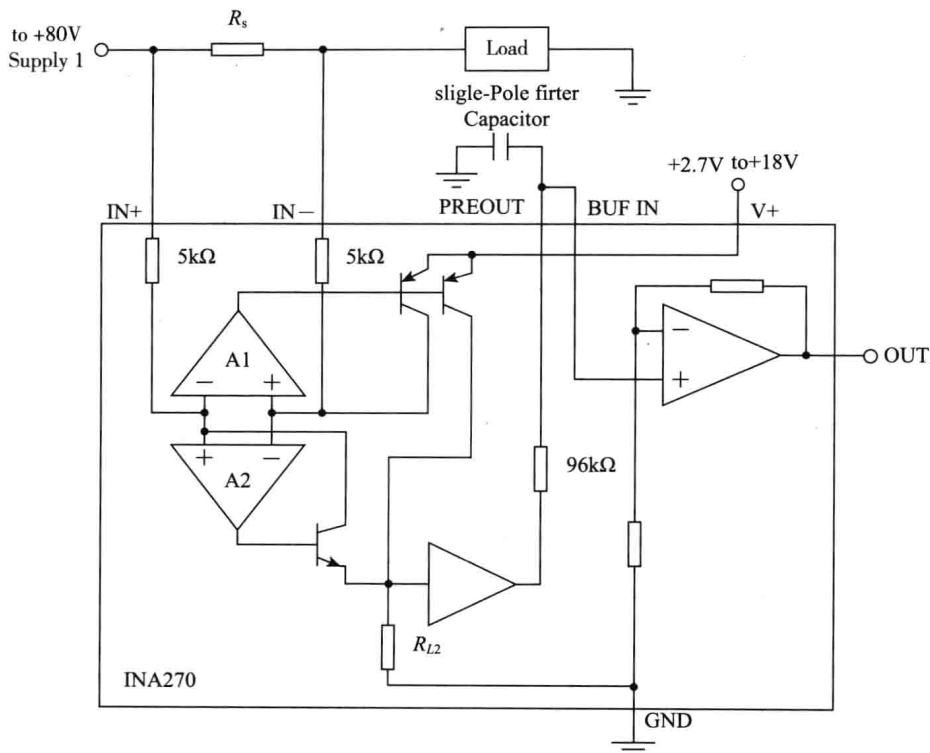 Rs
to +80V
Supply 1
Load
sligle-Pole firter
Capacitor
+2.7V to+18V
IN+
IN−
PREOUT
BUF IN
V+
5kΩ
5kΩ
A1
− +
−
+
OUT
+ −
A2
96kΩ
RL2
INA270
GND